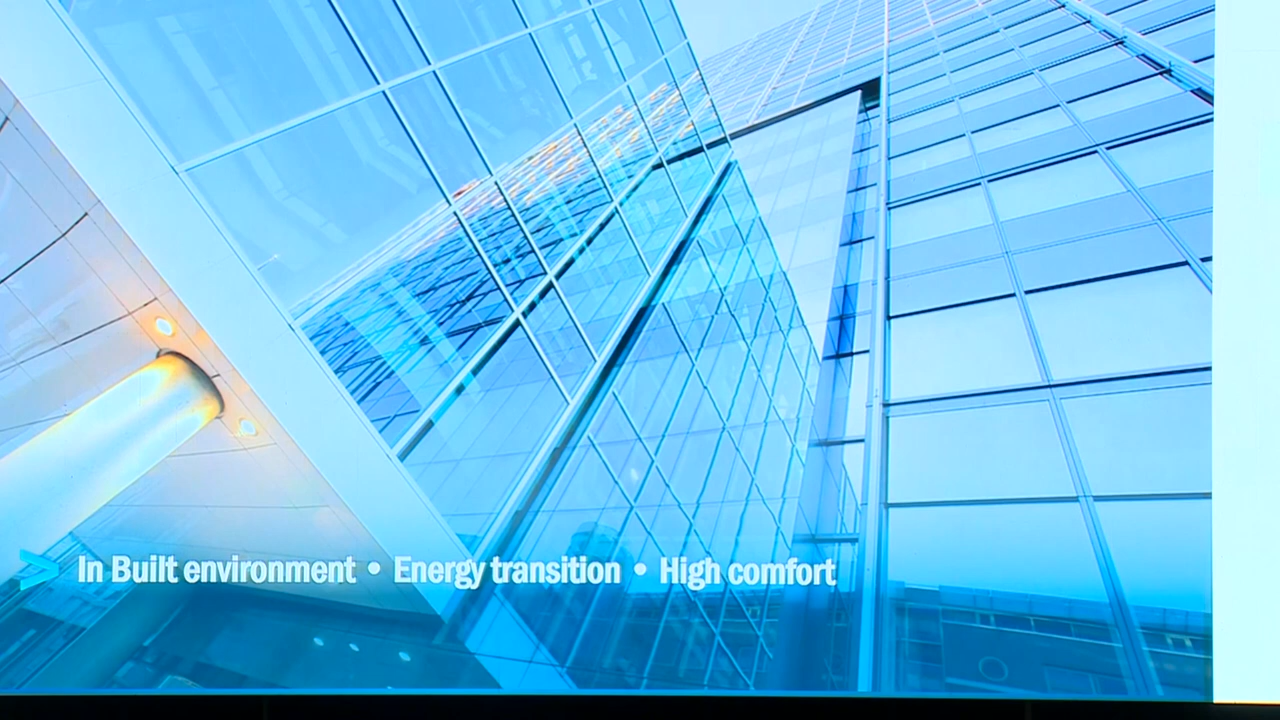 In Built environment • Energy transition • High comfort